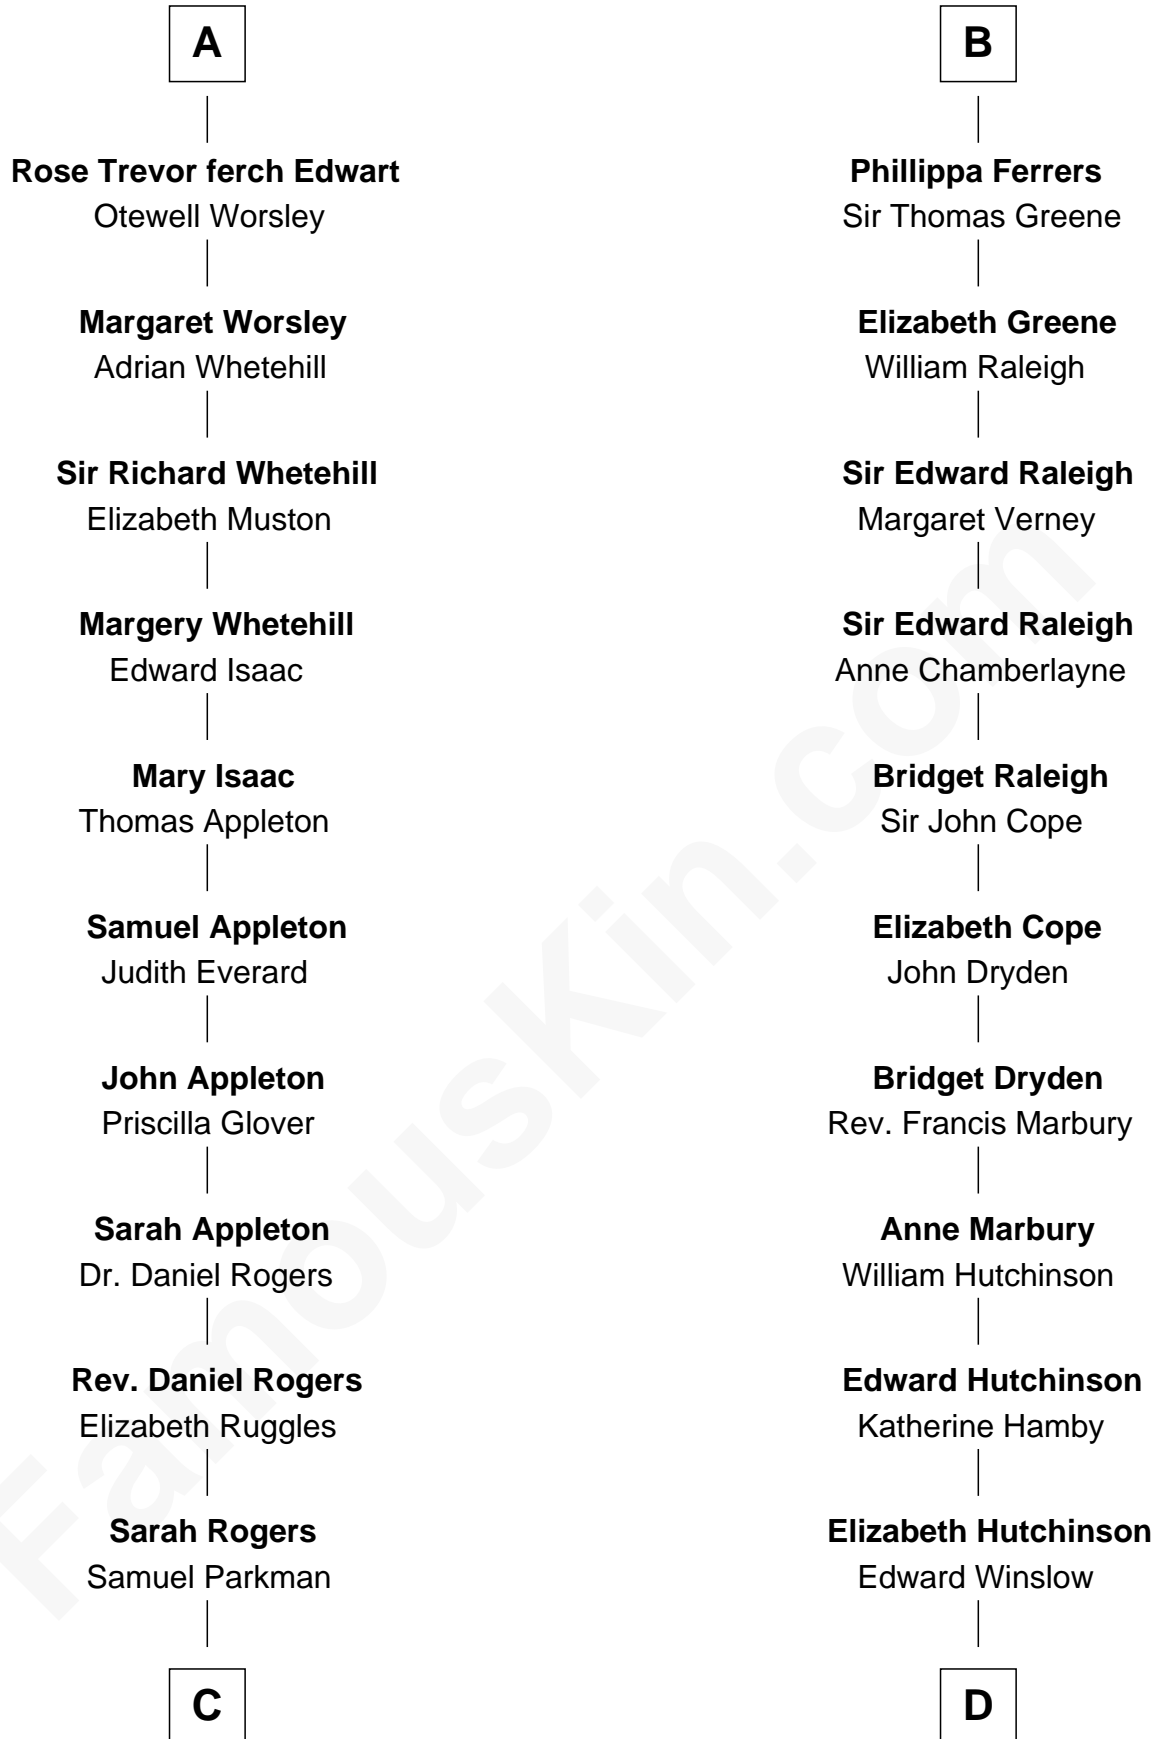 A
Rose Trevor ferch Edwart
Otewell Worsley
Margaret Worsley
Adrian Whetehill
Sir Richard Whetehill
Elizabeth Muston
Margery Whetehill
Edward Isaac
Mary Isaac
Thomas Appleton
Samuel Appleton
Judith Everard
John Appleton
Priscilla Glover
Sarah Appleton
Dr. Daniel Rogers
Rev. Daniel Rogers
Elizabeth Ruggles
Sarah Rogers
Samuel Parkman
C
B
Phillippa Ferrers
Sir Thomas Greene
Elizabeth Greene
William Raleigh
Sir Edward Raleigh
Margaret Verney
Sir Edward Raleigh
Anne Chamberlayne
Bridget Raleigh
Sir John Cope
Elizabeth Cope
John Dryden
Bridget Dryden
Rev. Francis Marbury
Anne Marbury
William Hutchinson
Edward Hutchinson
Katherine Hamby
Elizabeth Hutchinson
Edward Winslow
D
FamousKin.com